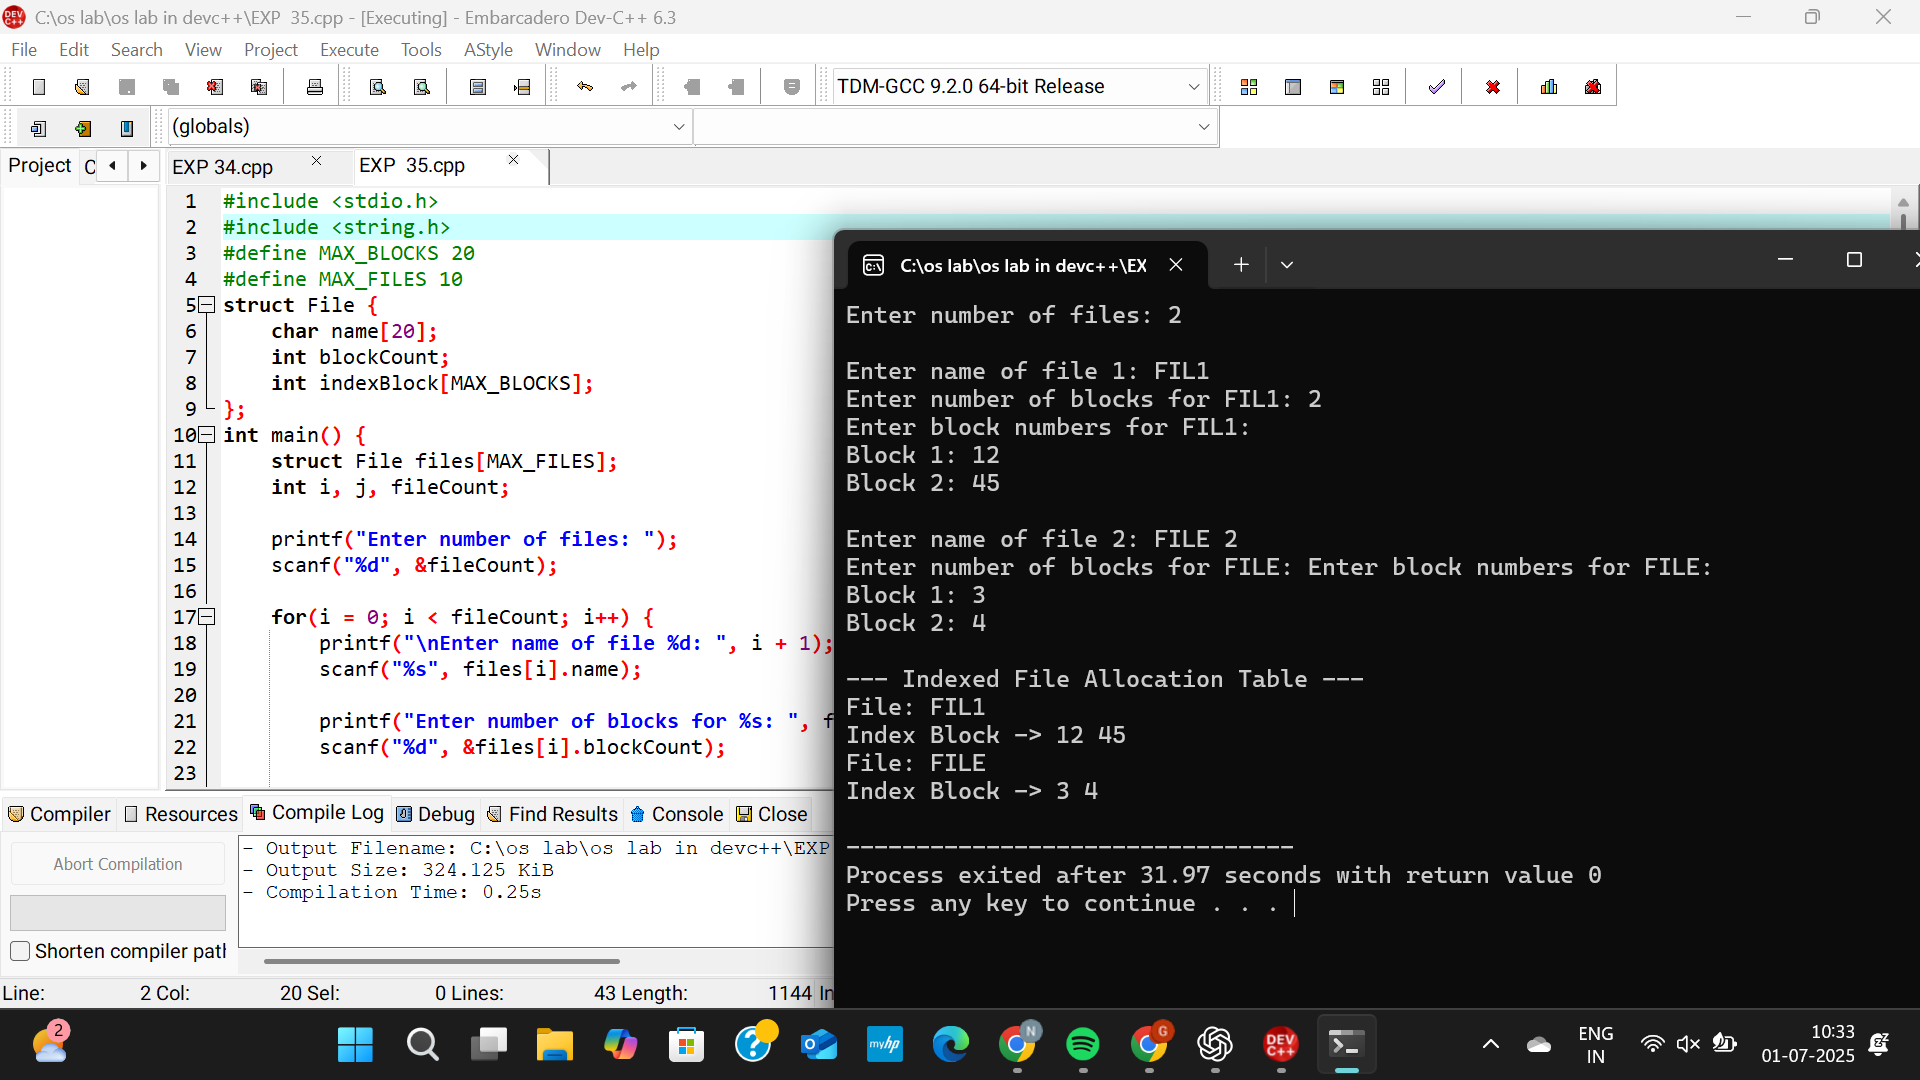 C:\os lab\os lab in devc++\EXP  35.cpp - [Executing] - Embarcadero Dev-C++ 6.3
File Edit Search View Project Execute Tools AStyle Window Help
TDM-GCC 9.2.0 64-bit Release
(globals)
Project C
EXP 34.cpp
EXP  35.cpp
1 #include <stdio.h>
2 #include <string.h>
3 #define MAX_BLOCKS 20
4 #define MAX_FILES 10
5 struct File {
6     char name[20];
7     int blockCount;
8     int indexBlock[MAX_BLOCKS];
9 };
10 int main() {
11     struct File files[MAX_FILES];
12     int i, j, fileCount;
13
14     printf("Enter number of files: ");
15     scanf("%d", &fileCount);
16
17     for(i = 0; i < fileCount; i++) {
18         printf("\nEnter name of file %d: ", i + 1);
19         scanf("%s", files[i].name);
20
21         printf("Enter number of blocks for %s: ", f
22         scanf("%d", &files[i].blockCount);
23
C:\os lab\os lab in devc++\EX
Enter number of files: 2
Enter name of file 1: FIL1
Enter number of blocks for FIL1: 2
Enter block numbers for FIL1:
Block 1: 12
Block 2: 45
Enter name of file 2: FILE 2
Enter number of blocks for FILE: Enter block numbers for FILE:
Block 1: 3
Block 2: 4
--- Indexed File Allocation Table ---
File: FIL1
Index Block -> 12 45
File: FILE
Index Block -> 3 4
--------------------------------
Process exited after 31.97 seconds with return value 0
Press any key to continue . . .
Compiler Resources Compile Log Debug Find Results Console Close
Abort Compilation
Shorten compiler path
- Output Filename: C:\os lab\os lab in devc++\EXP
- Output Size: 324.125 KiB
- Compilation Time: 0.25s
Line: 2 Col: 20 Sel: 0 Lines: 43 Length: 1144 In
2
myhp
N
G
DEV C++
ENG
IN
10:33
01-07-2025